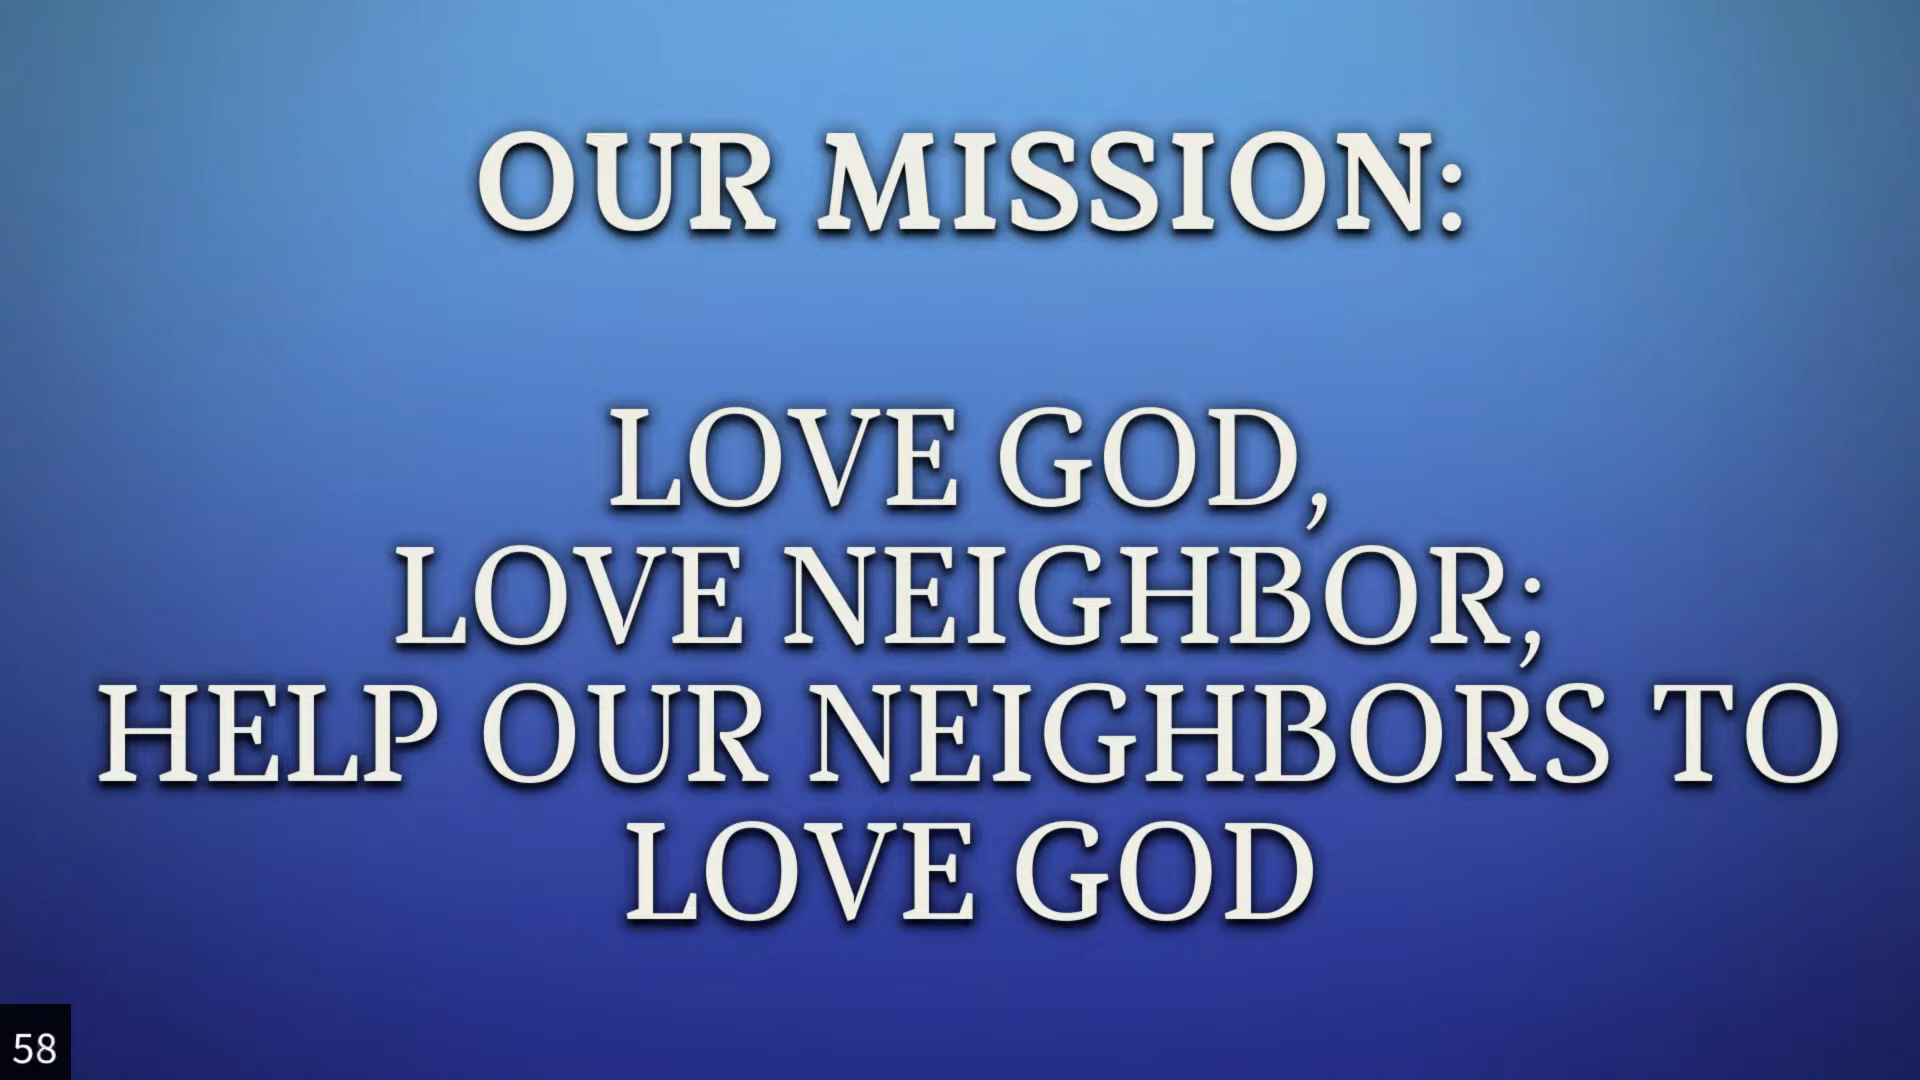 OUR MISSION:
LOVE GOD,
LOVE NEIGHBOR;
HELP OUR NEIGHBORS TO
LOVE GOD
58